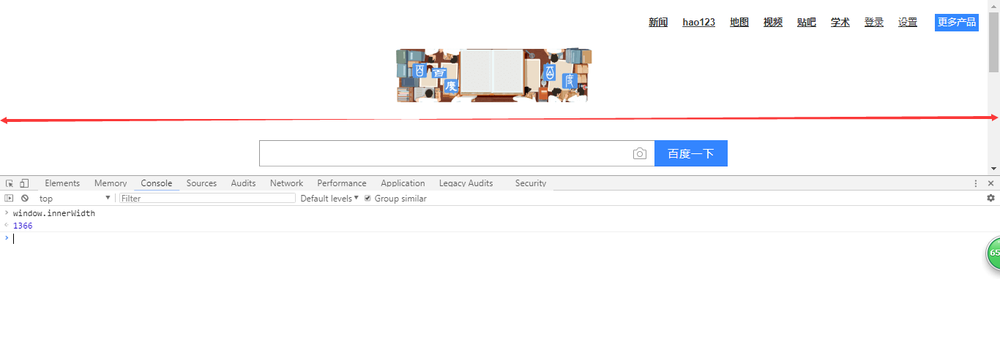 新闻 hao123 地图 视频 贴吧 学术 登录 设置 更多产品
百 百 度 百 度
百度一下
Elements Memory Console Sources Audits Network Performance Application Legacy Audits Security
top Filter Default levels Group similar
window.innerWidth
1366
65